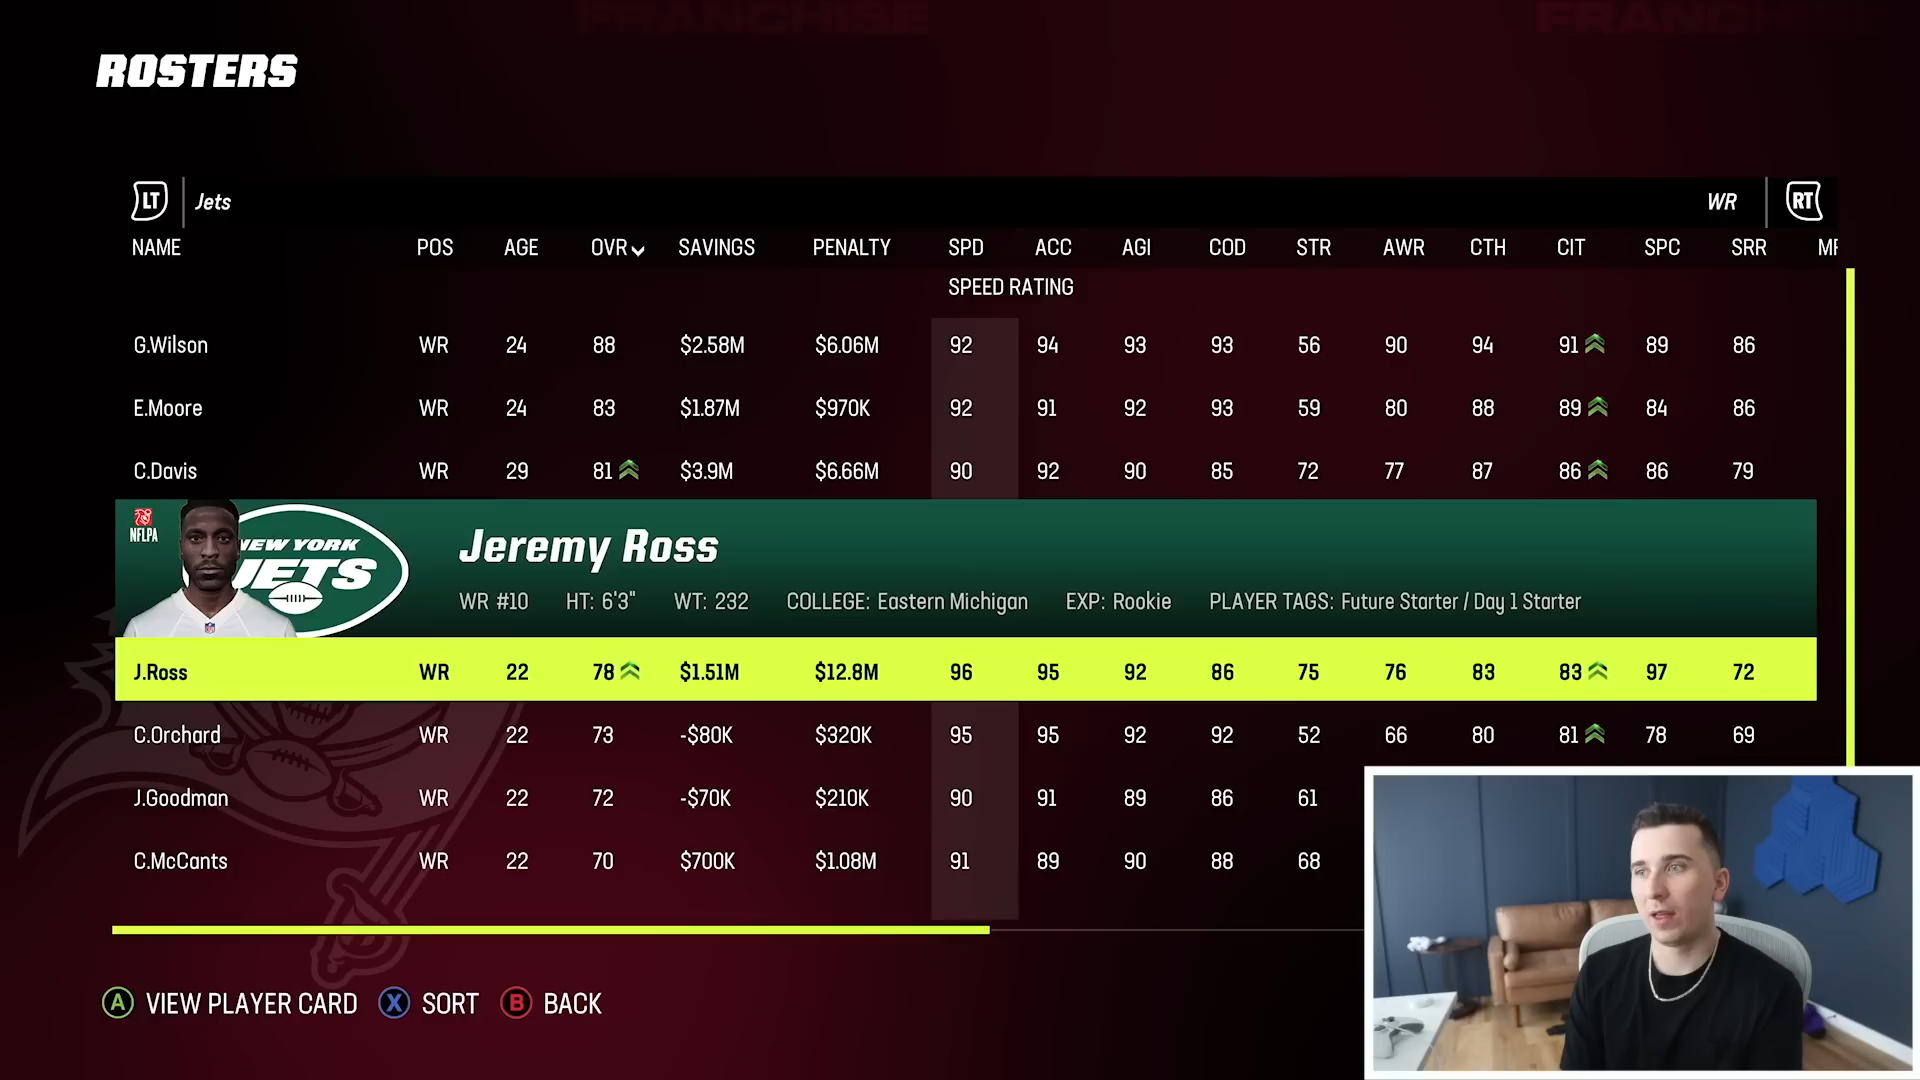 FRANCHISE FRANCHISE
ROSTERS
LT Jets WR RT
NAME POS AGE OVR SAVINGS PENALTY SPD ACC AGI COD STR AWR CTH CIT SPC SRR
SPEED RATING
G.Wilson WR 24 88 $2.58M $6.06M 92 94 93 93 56 90 94 91 89 86
E.Moore WR 24 83 $1.87M $970K 92 91 92 93 59 80 88 89 84 86
C.Davis WR 29 81 $3.9M $6.66M 90 92 90 85 72 77 87 86 86 79
NFLPA
NEW YORK
JETS
Jeremy Ross
WR #10 HT: 6'3" WT: 232 COLLEGE: Eastern Michigan EXP: Rookie PLAYER TAGS: Future Starter / Day 1 Starter
J.Ross WR 22 78 $1.51M $12.8M 96 95 92 86 75 76 83 83 97 72
C.Orchard WR 22 73 -$80K $320K 95 95 92 92 52 66 80 81 78 69
J.Goodman WR 22 72 -$70K $210K 90 91 89 86 61
C.McCants WR 22 70 $700K $1.08M 91 89 90 88 68
A VIEW PLAYER CARD X SORT B BACK